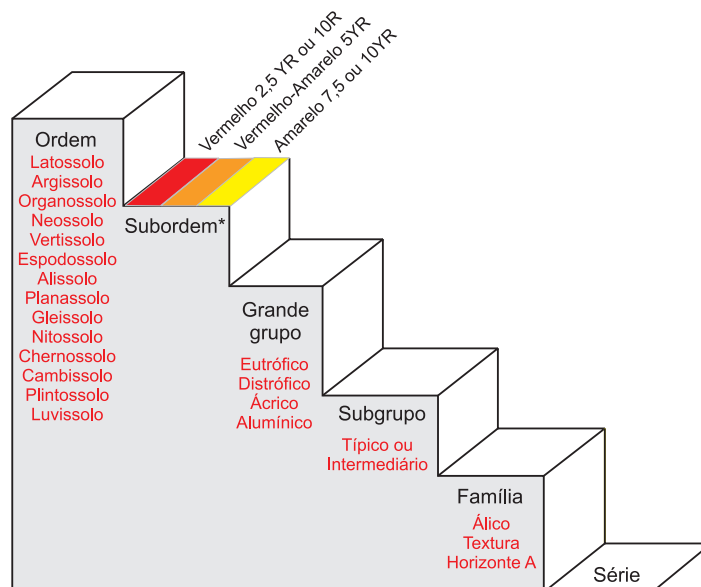 Vermelho 2,5 YR ou 10R
Vermelho-Amarelo 5YR
Amarelo 7,5 ou 10YR
Ordem
Latossolo
Argissolo
Organossolo
Neossolo
Vertissolo
Espodossolo
Alissolo
Planassolo
Gleissolo
Nitossolo
Chernossolo
Cambissolo
Plintossolo
Luvissolo
Subordem*
Grande
grupo
Eutrófico
Distrófico
Ácrico
Alumínico
Subgrupo
Típico ou
Intermediário
Família
Álico
Textura
Horizonte A
Série